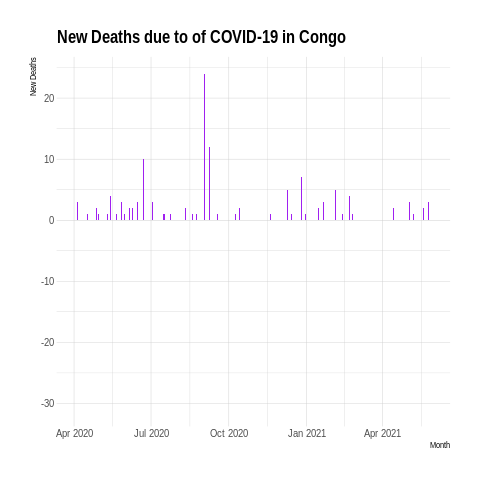 New Deaths due to of COVID-19 in Congo
New Deaths
20
10
0
-10
-20
-30
Apr 2020
Jul 2020
Oct 2020
Jan 2021
Apr 2021
Month